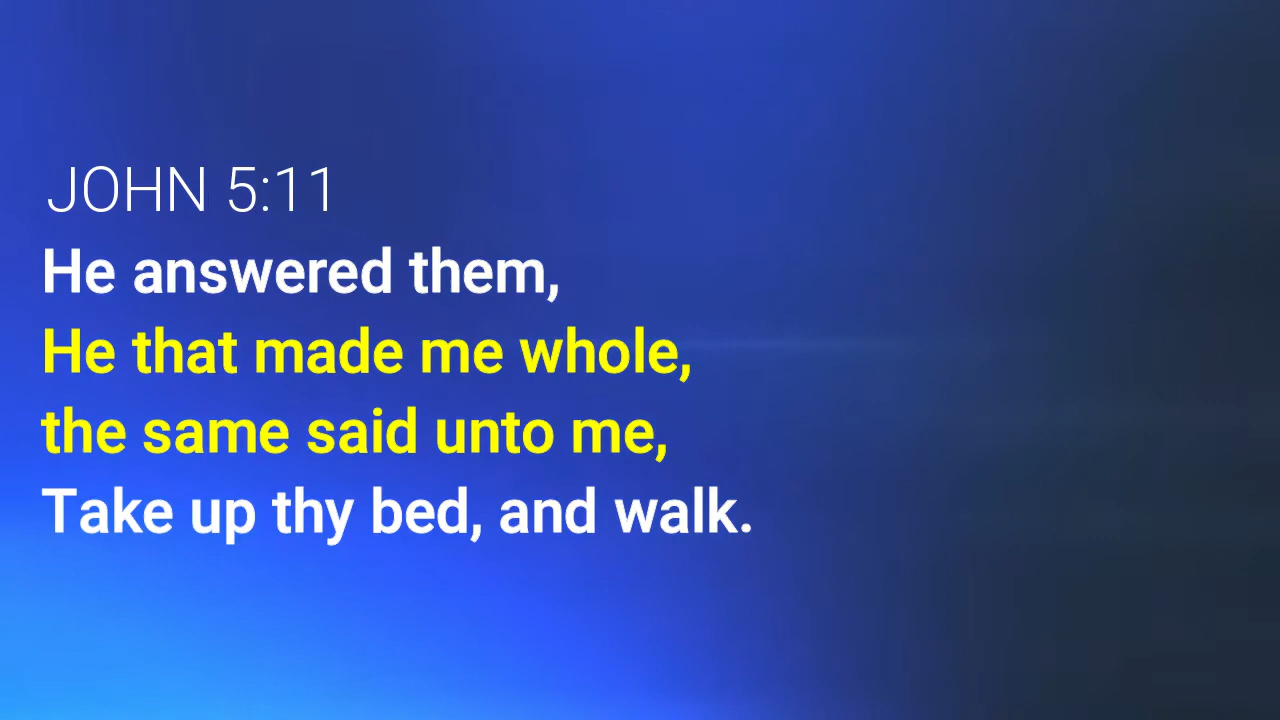 JOHN 5:11
He answered them,
He that made me whole,
the same said unto me,
Take up thy bed, and walk.